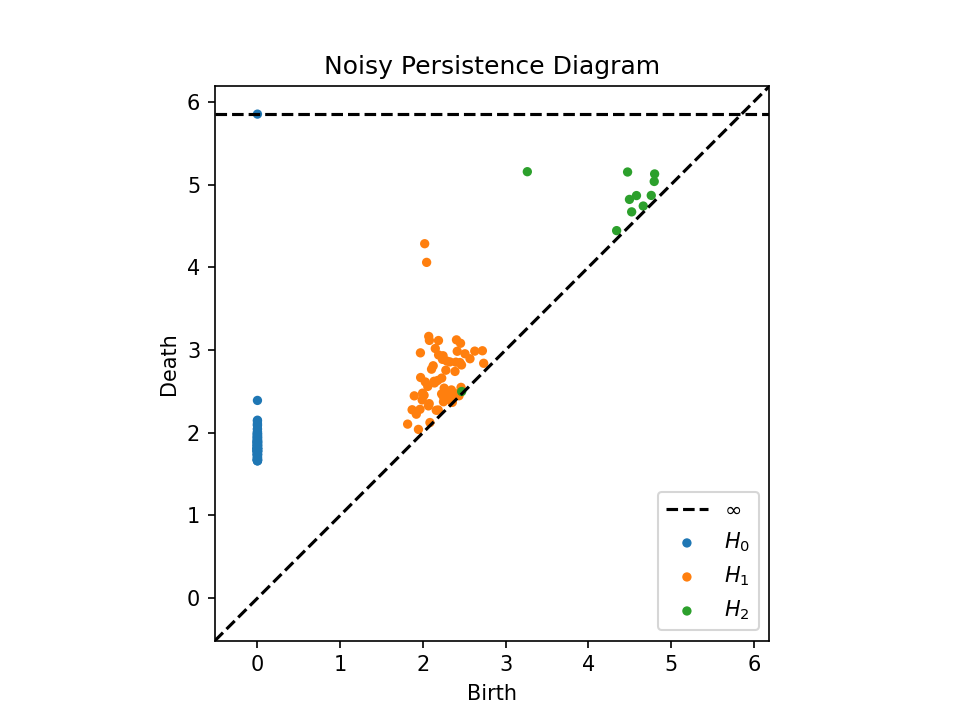 Noisy Persistence Diagram
Death
6
5
4
3
2
1
0
0 1 2 3 4 5 6
Birth
∞
H₀
H₁
H₂